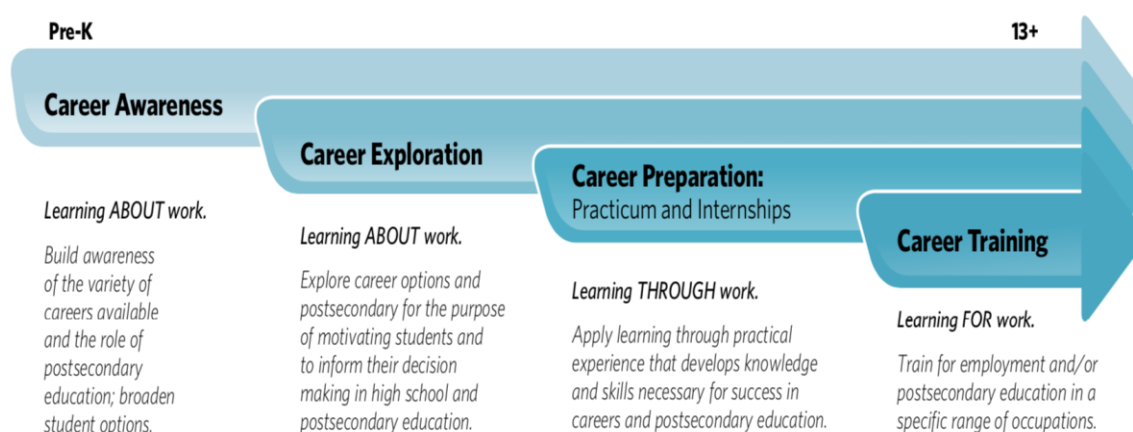 Pre-K
13+
Career Awareness
Learning ABOUT work.
Build awareness
of the variety of
careers available
and the role of
postsecondary
education; broaden
student options.
Career Exploration
Learning ABOUT work.
Explore career options and
postsecondary for the purpose
of motivating students and
to inform their decision
making in high school and
postsecondary education.
Career Preparation:
Practicum and Internships
Learning THROUGH work.
Apply learning through practical
experience that develops knowledge
and skills necessary for success in
careers and postsecondary education.
Career Training
Learning FOR work.
Train for employment and/or
postsecondary education in a
specific range of occupations.